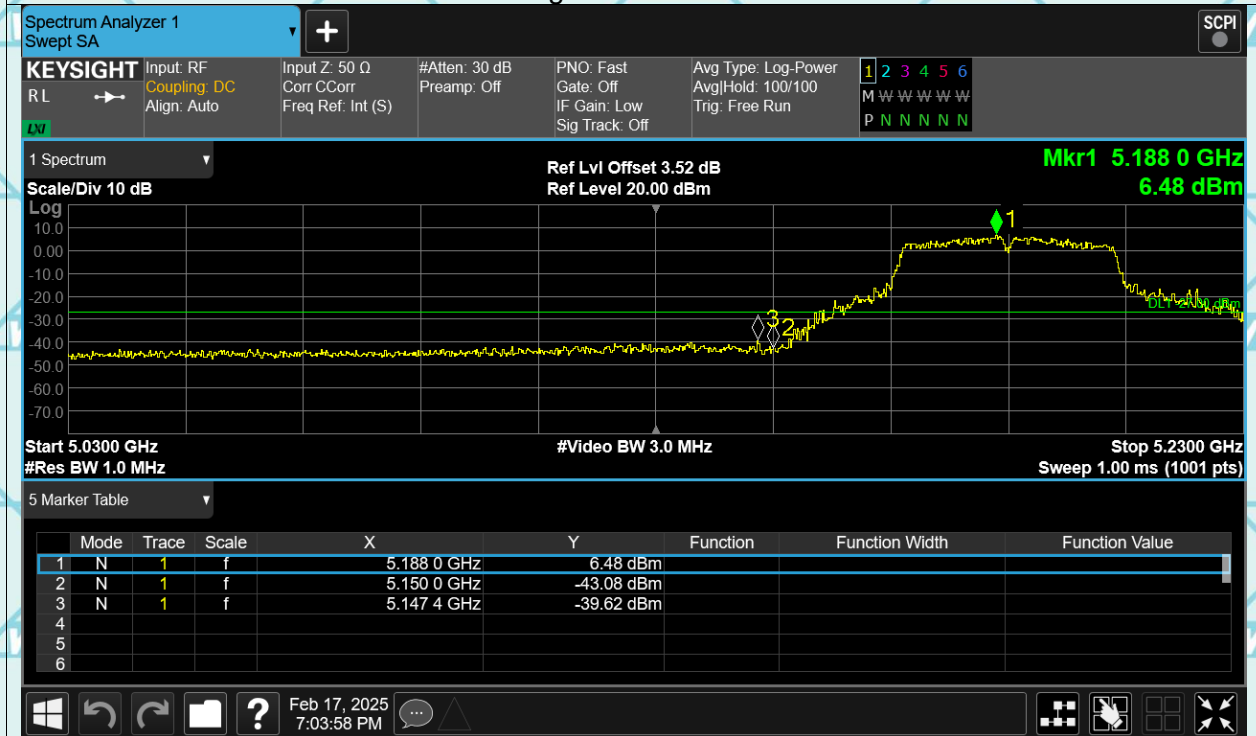 Spectrum Analyzer 1
Swept SA
+
SCPI
KEYSIGHT
RL
LXI
Input: RF
Coupling: DC
Align: Auto
Input Z: 50 Ω
Corr CCorr
Freq Ref: Int (S)
#Atten: 30 dB
Preamp: Off
PNO: Fast
Gate: Off
IF Gain: Low
Sig Track: Off
Avg Type: Log-Power
Avg|Hold: 100/100
Trig: Free Run
1 2 3 4 5 6
M W W W W W
P N N N N N N
1 Spectrum
Scale/Div 10 dB
Ref Lvl Offset 3.52 dB
Ref Level 20.00 dBm
Mkr1 5.188 0 GHz
6.48 dBm
Log
10.0
0.00
-10.0
-20.0
-30.0
-40.0
-50.0
-60.0
-70.0
1
3
2
Start 5.0300 GHz
#Video BW 3.0 MHz
Stop 5.2300 GHz
#Res BW 1.0 MHz
Sweep 1.00 ms (1001 pts)
5 Marker Table
Mode Trace Scale X Y Function Function Width Function Value
1 N 1 f 5.188 0 GHz 6.48 dBm
2 N 1 f 5.150 0 GHz -43.08 dBm
3 N 1 f 5.147 4 GHz -39.62 dBm
4
5
6
?
Feb 17, 2025
7:03:58 PM